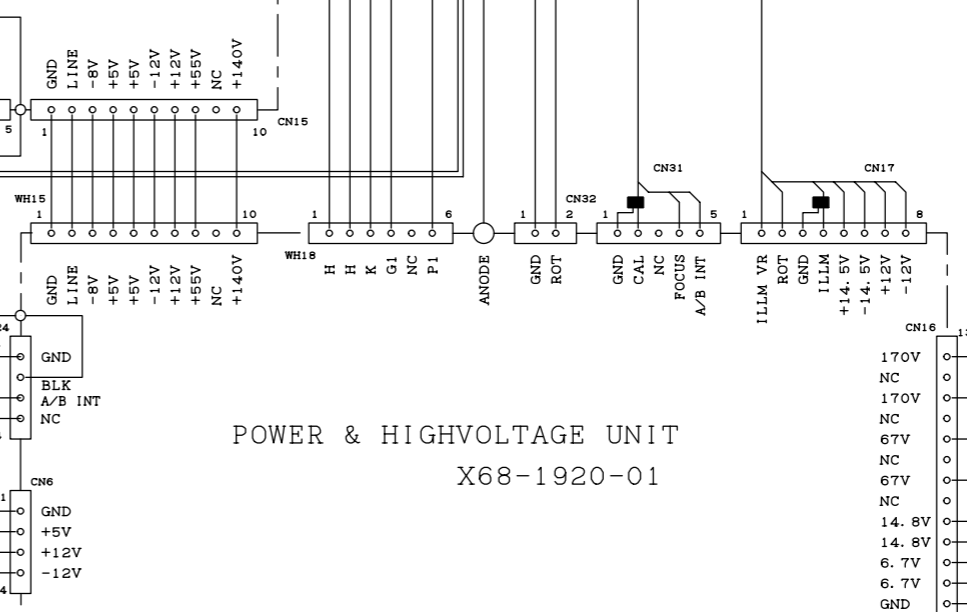 GND LINE -8V +5V +5V -12V +12V +55V NC +140V
5 1 10 CN15
CN31 CN17
WH15 1 10 1 6 CN32 1 2 1 5 1 8
WH18
GND LINE -8V +5V +5V -12V +12V +55V NC +140V
H H K G1 NC P1
ANODE
GND ROT
GND CAL NC FOCUS A/B INT
ILLM VR ROT GND ILLM +14.5V -14.5V +12V -12V
24
GND
BLK
A/B INT
NC
POWER & HIGHVOLTAGE UNIT
X68-1920-01
CN6
1
GND
+5V
+12V
-12V
4
CN16
170V
NC
170V
NC
67V
NC
67V
NC
14.8V
14.8V
6.7V
6.7V
GND